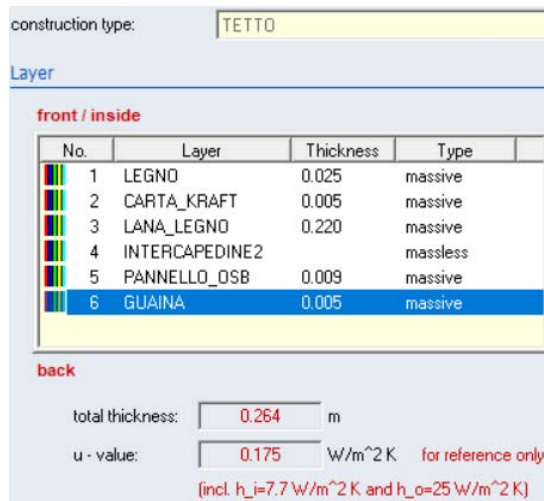 construction type: TETTO
Layer
front / inside
No. Layer Thickness Type
1 LEGNO 0.025 massive
2 CARTA_KRAFT 0.005 massive
3 LANA_LEGNO 0.220 massive
4 INTERCAPEDINE2 massless
5 PANNELLO_OSB 0.009 massive
6 GUAINA 0.005 massive
back
total thickness: 0.264 m
u - value: 0.175 W/m^2 K for reference only
(incl. h_i=7.7 W/m^2 K and h_o=25 W/m^2 K)